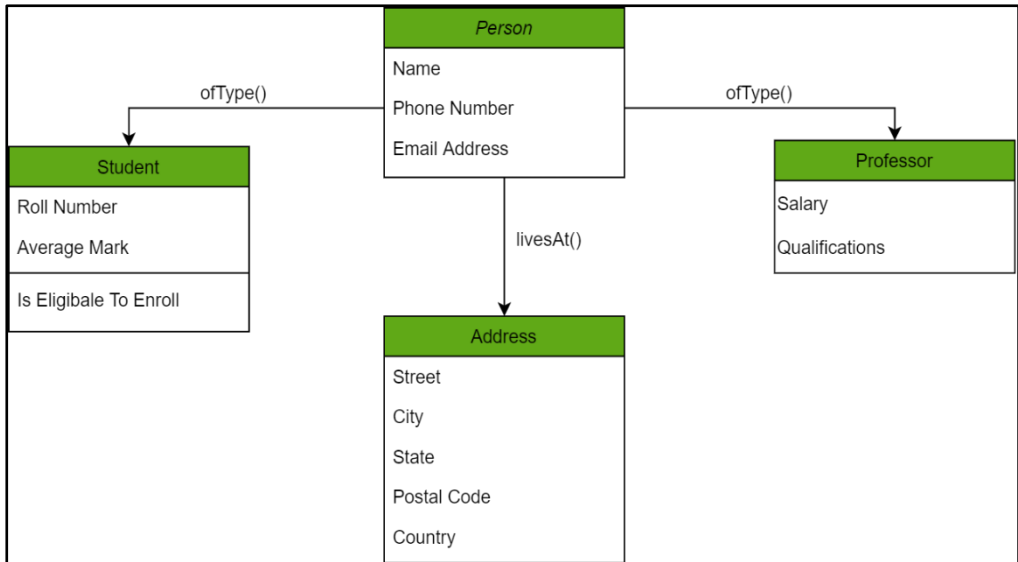 Person
Name
Phone Number
Email Address
ofType()
ofType()
Student
Roll Number
Average Mark
Is Eligibale To Enroll
livesAt()
Professor
Salary
Qualifications
Address
Street
City
State
Postal Code
Country